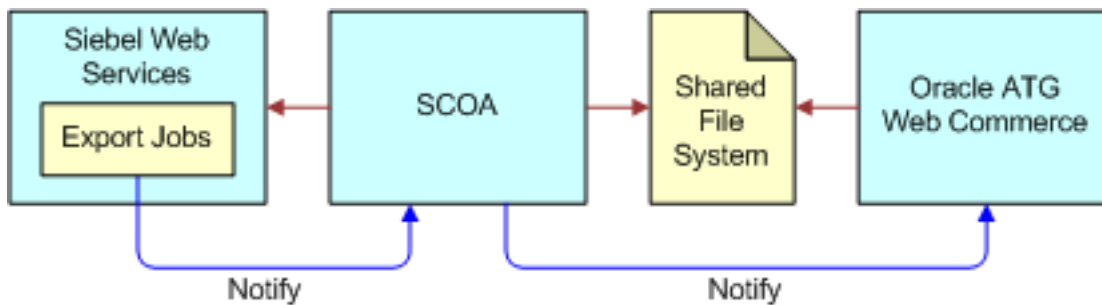 Siebel Web
Services
Export Jobs
SCOA
Shared
File
System
Oracle ATG
Web Commerce
Notify
Notify